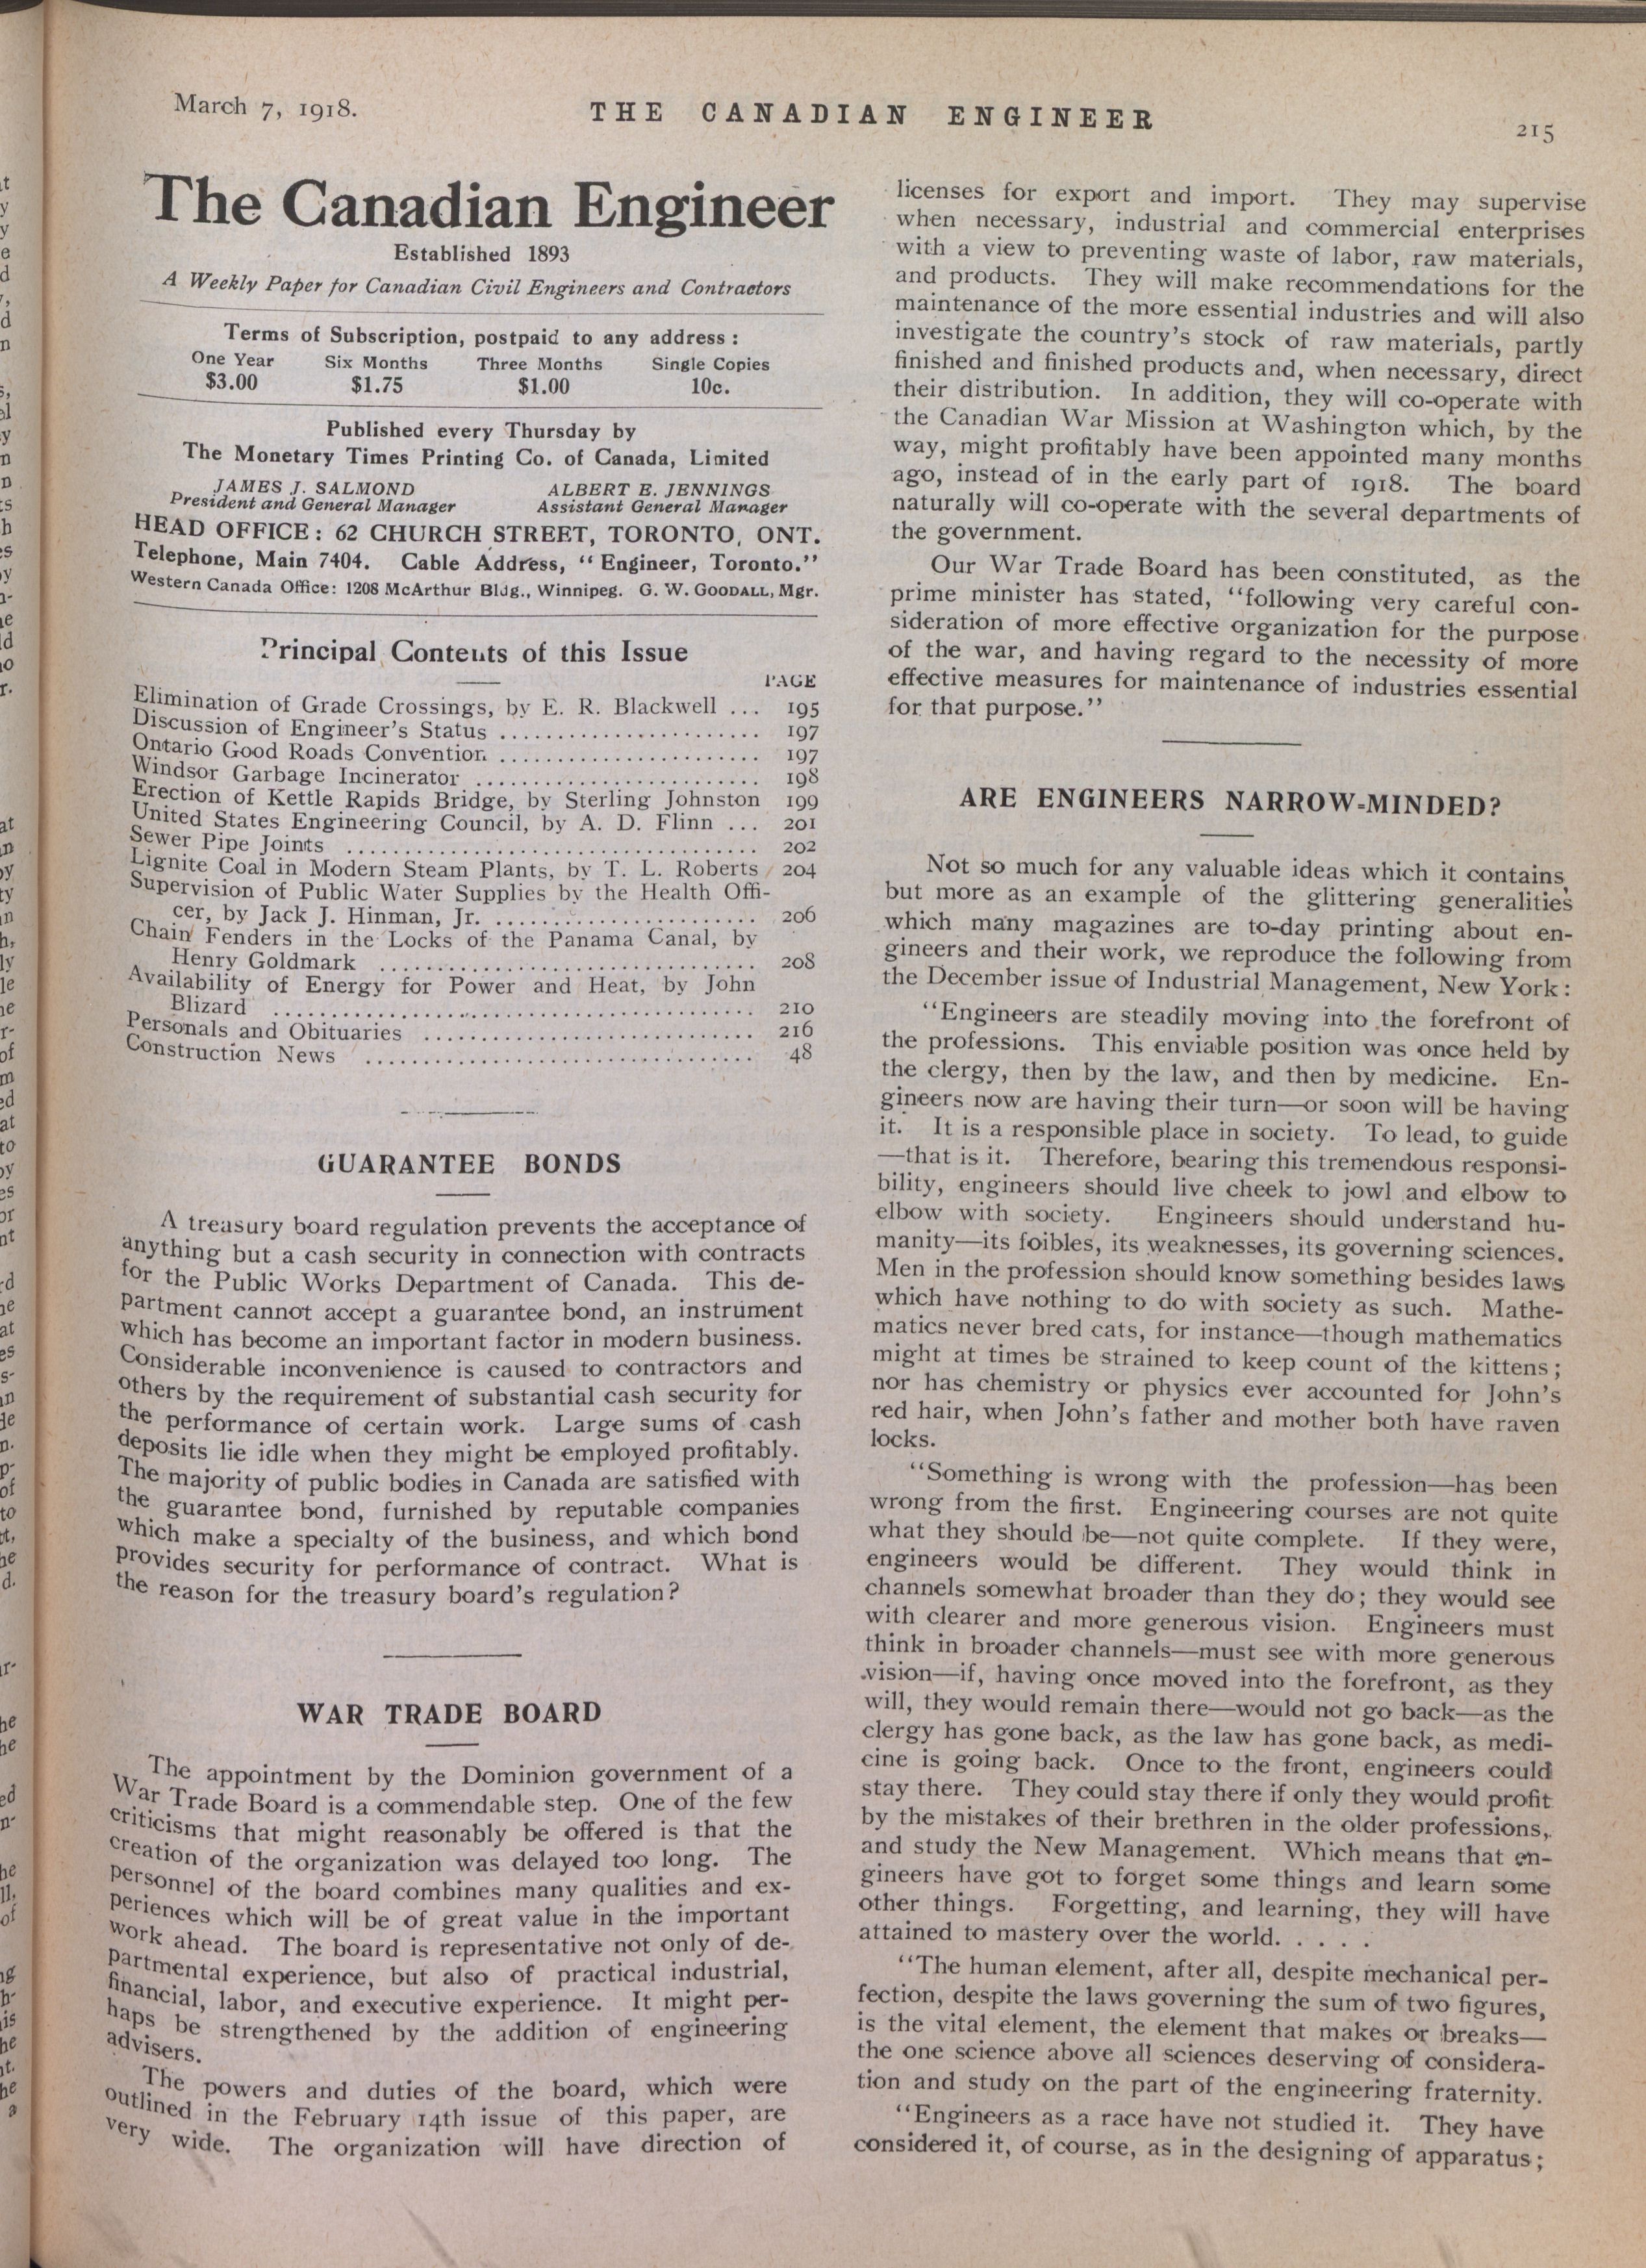 March 7, 1918.
THE CANADIAN ENGINEER
215
The Canadian Engineer
Established 1893
A Weekly Paper for Canadian Civil Engineers and Contractors
Terms of Subscription, postpaid to any address:
One Year Six Months Three Months Single Copies
$3.00 $1.75 $1.00 10c.
Published every Thursday by
The Monetary Times Printing Co. of Canada, Limited
JAMES J. SALMOND ALBERT E. JENNINGS
President and General Manager Assistant General Manager
HEAD OFFICE: 62 CHURCH STREET, TORONTO, ONT.
Telephone, Main 7404. Cable Address, "Engineer, Toronto."
Western Canada Office: 1208 McArthur Bldg., Winnipeg. G. W. GOODALL, Mgr.
Principal Contents of this Issue
PAGE
Elimination of Grade Crossings, by E. R. Blackwell ... 195
Discussion of Engineer's Status ...................... 197
Ontario Good Roads Convention ...................... 197
Windsor Garbage Incinerator ........................ 198
Erection of Kettle Rapids Bridge, by Sterling Johnston 199
United States Engineering Council, by A. D. Flinn ... 201
Sewer Pipe Joints .................................. 202
Lignite Coal in Modern Steam Plants, by T. L. Roberts 204
Supervision of Public Water Supplies by the Health Offi-
cer, by Jack J. Hinman, Jr. ...................... 206
Chain Fenders in the Locks of the Panama Canal, by
Henry Goldmark ................................ 208
Availability of Energy for Power and Heat, by John
Blizard ........................................ 210
Personals and Obituaries ............................ 216
Construction News ................................. 48
GUARANTEE BONDS
A treasury board regulation prevents the acceptance of
anything but a cash security in connection with contracts
for the Public Works Department of Canada. This de-
partment cannot accept a guarantee bond, an instrument
which has become an important factor in modern business.
Considerable inconvenience is caused to contractors and
others by the requirement of substantial cash security for
the performance of certain work. Large sums of cash
deposits lie idle when they might be employed profitably.
The majority of public bodies in Canada are satisfied with
the guarantee bond, furnished by reputable companies
which make a specialty of the business, and which bond
provides security for performance of contract. What is
the reason for the treasury board's regulation?
WAR TRADE BOARD
The appointment by the Dominion government of a
War Trade Board is a commendable step. One of the few
criticisms that might reasonably be offered is that the
creation of the organization was delayed too long. The
personnel of the board combines many qualities and ex-
periences which will be of great value in the important
work ahead. The board is representative not only of de-
partmental experience, but also of practical industrial,
financial, labor, and executive experience. It might per-
haps be strengthened by the addition of engineering
advisers.
The powers and duties of the board, which were
outlined in the February 14th issue of this paper, are
very wide. The organization will have direction of
licenses for export and import. They may supervise
when necessary, industrial and commercial enterprises
with a view to preventing waste of labor, raw materials,
and products. They will make recommendations for the
maintenance of the more essential industries and will also
investigate the country's stock of raw materials, partly
finished and finished products and, when necessary, direct
their distribution. In addition, they will co-operate with
the Canadian War Mission at Washington which, by the
way, might profitably have been appointed many months
ago, instead of in the early part of 1918. The board
naturally will co-operate with the several departments of
the government.
Our War Trade Board has been constituted, as the
prime minister has stated, "following very careful con-
sideration of more effective organization for the purpose
of the war, and having regard to the necessity of more
effective measures for maintenance of industries essential
for that purpose."
ARE ENGINEERS NARROW-MINDED?
Not so much for any valuable ideas which it contains,
but more as an example of the glittering generalities
which many magazines are to-day printing about en-
gineers and their work, we reproduce the following from
the December issue of Industrial Management, New York:
"Engineers are steadily moving into the forefront of
the professions. This enviable position was once held by
the clergy, then by the law, and then by medicine. En-
gineers now are having their turn—or soon will be having
it. It is a responsible place in society. To lead, to guide
—that is it. Therefore, bearing this tremendous responsi-
bility, engineers should live cheek to jowl and elbow to
elbow with society. Engineers should understand hu-
manity—its foibles, its weaknesses, its governing sciences.
Men in the profession should know something besides laws
which have nothing to do with society as such. Mathe-
matics never bred cats, for instance—though mathematics
might at times be strained to keep count of the kittens;
nor has chemistry or physics ever accounted for John's
red hair, when John's father and mother both have raven
locks.
"Something is wrong with the profession—has been
wrong from the first. Engineering courses are not quite
what they should be—not quite complete. If they were,
engineers would be different. They would think in
channels somewhat broader than they do; they would see
with clearer and more generous vision. Engineers must
think in broader channels—must see with more generous
vision—if, having once moved into the forefront, as they
will, they would remain there—would not go back—as the
clergy has gone back, as the law has gone back, as medi-
cine is going back. Once to the front, engineers could
stay there. They could stay there if only they would profit
by the mistakes of their brethren in the older professions,
and study the New Management. Which means that en-
gineers have got to forget some things and learn some
other things. Forgetting, and learning, they will have
attained to mastery over the world. . . . .
"The human element, after all, despite mechanical per-
fection, despite the laws governing the sum of two figures,
is the vital element, the element that makes or breaks—
the one science above all sciences deserving of considera-
tion and study on the part of the engineering fraternity.
"Engineers as a race have not studied it. They have
considered it, of course, as in the designing of apparatus;